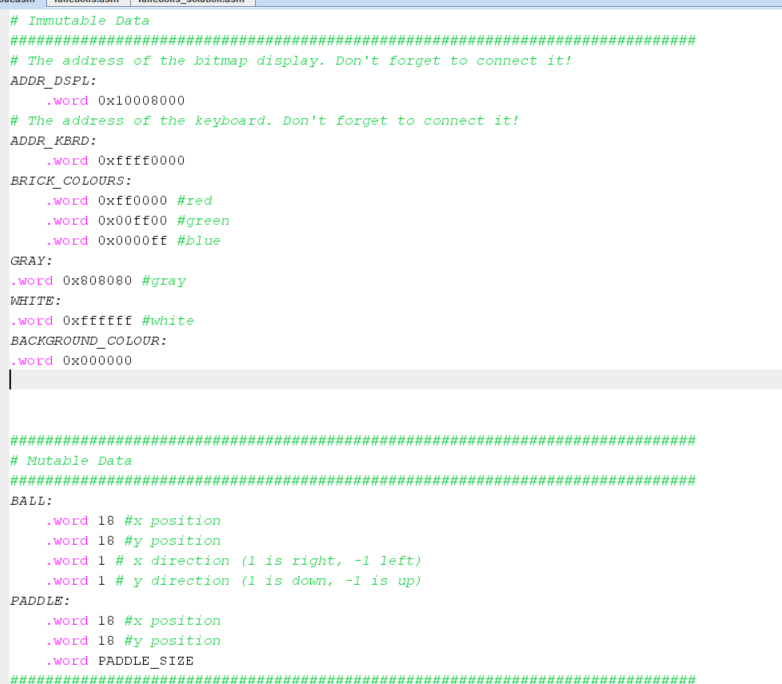 functions.asm functions_solution.asm
# Immutable Data
##############################################################################
# The address of the bitmap display. Don't forget to connect it!
ADDR_DSPL:
    .word 0x10008000
# The address of the keyboard. Don't forget to connect it!
ADDR_KBRD:
    .word 0xffff0000
BRICK_COLOURS:
    .word 0xff0000 #red
    .word 0x00ff00 #green
    .word 0x0000ff #blue
GRAY:
.word 0x808080 #gray
WHITE:
.word 0xffffff #white
BACKGROUND_COLOUR:
.word 0x000000
##############################################################################
# Mutable Data
##############################################################################
BALL:
    .word 18 #x position
    .word 18 #y position
    .word 1 # x direction (1 is right, -1 left)
    .word 1 # y direction (1 is down, -1 is up)
PADDLE:
    .word 18 #x position
    .word 18 #y position
    .word PADDLE_SIZE
##############################################################################